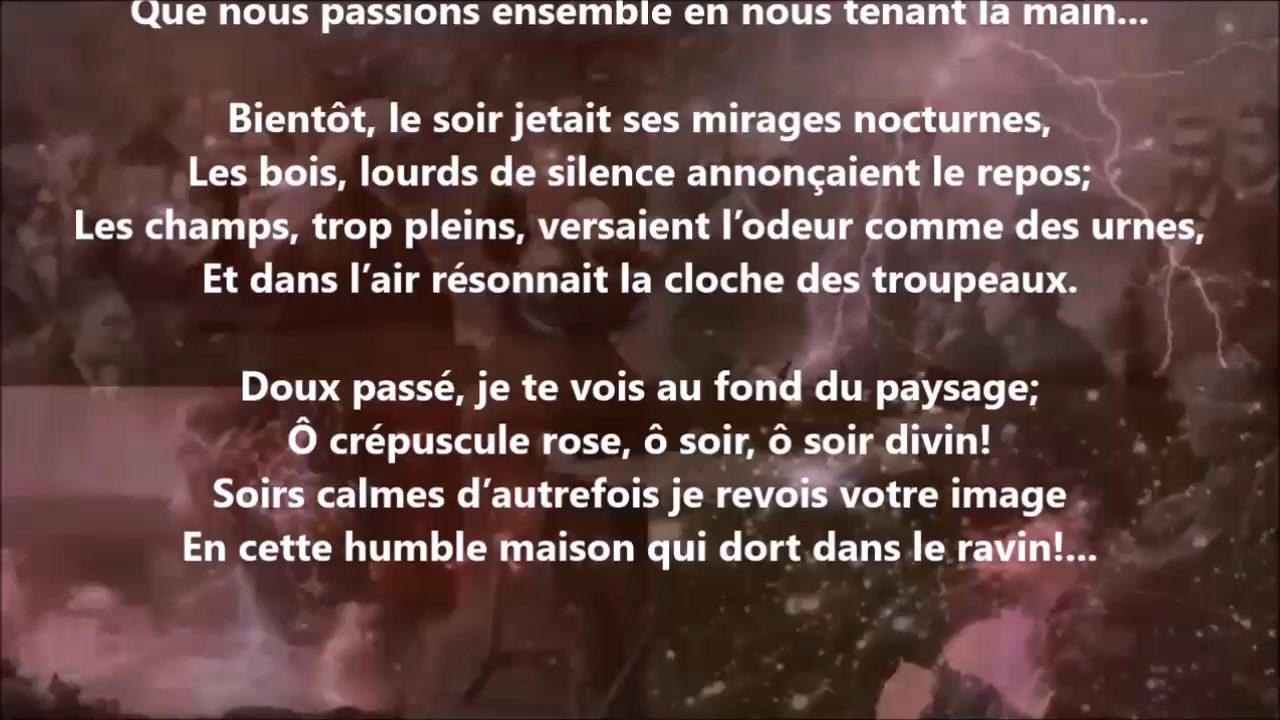 Que nous passions ensemble en nous tenant la main...
Bientôt, le soir jetait ses mirages nocturnes,
Les bois, lourds de silence annonçaient le repos;
Les champs, trop pleins, versaient l’odeur comme des urnes,
Et dans l’air résonnait la cloche des troupeaux.
Doux passé, je te vois au fond du paysage;
Ô crépuscule rose, ô soir, ô soir divin!
Soirs calmes d’autrefois je revois votre image
En cette humble maison qui dort dans le ravin!...